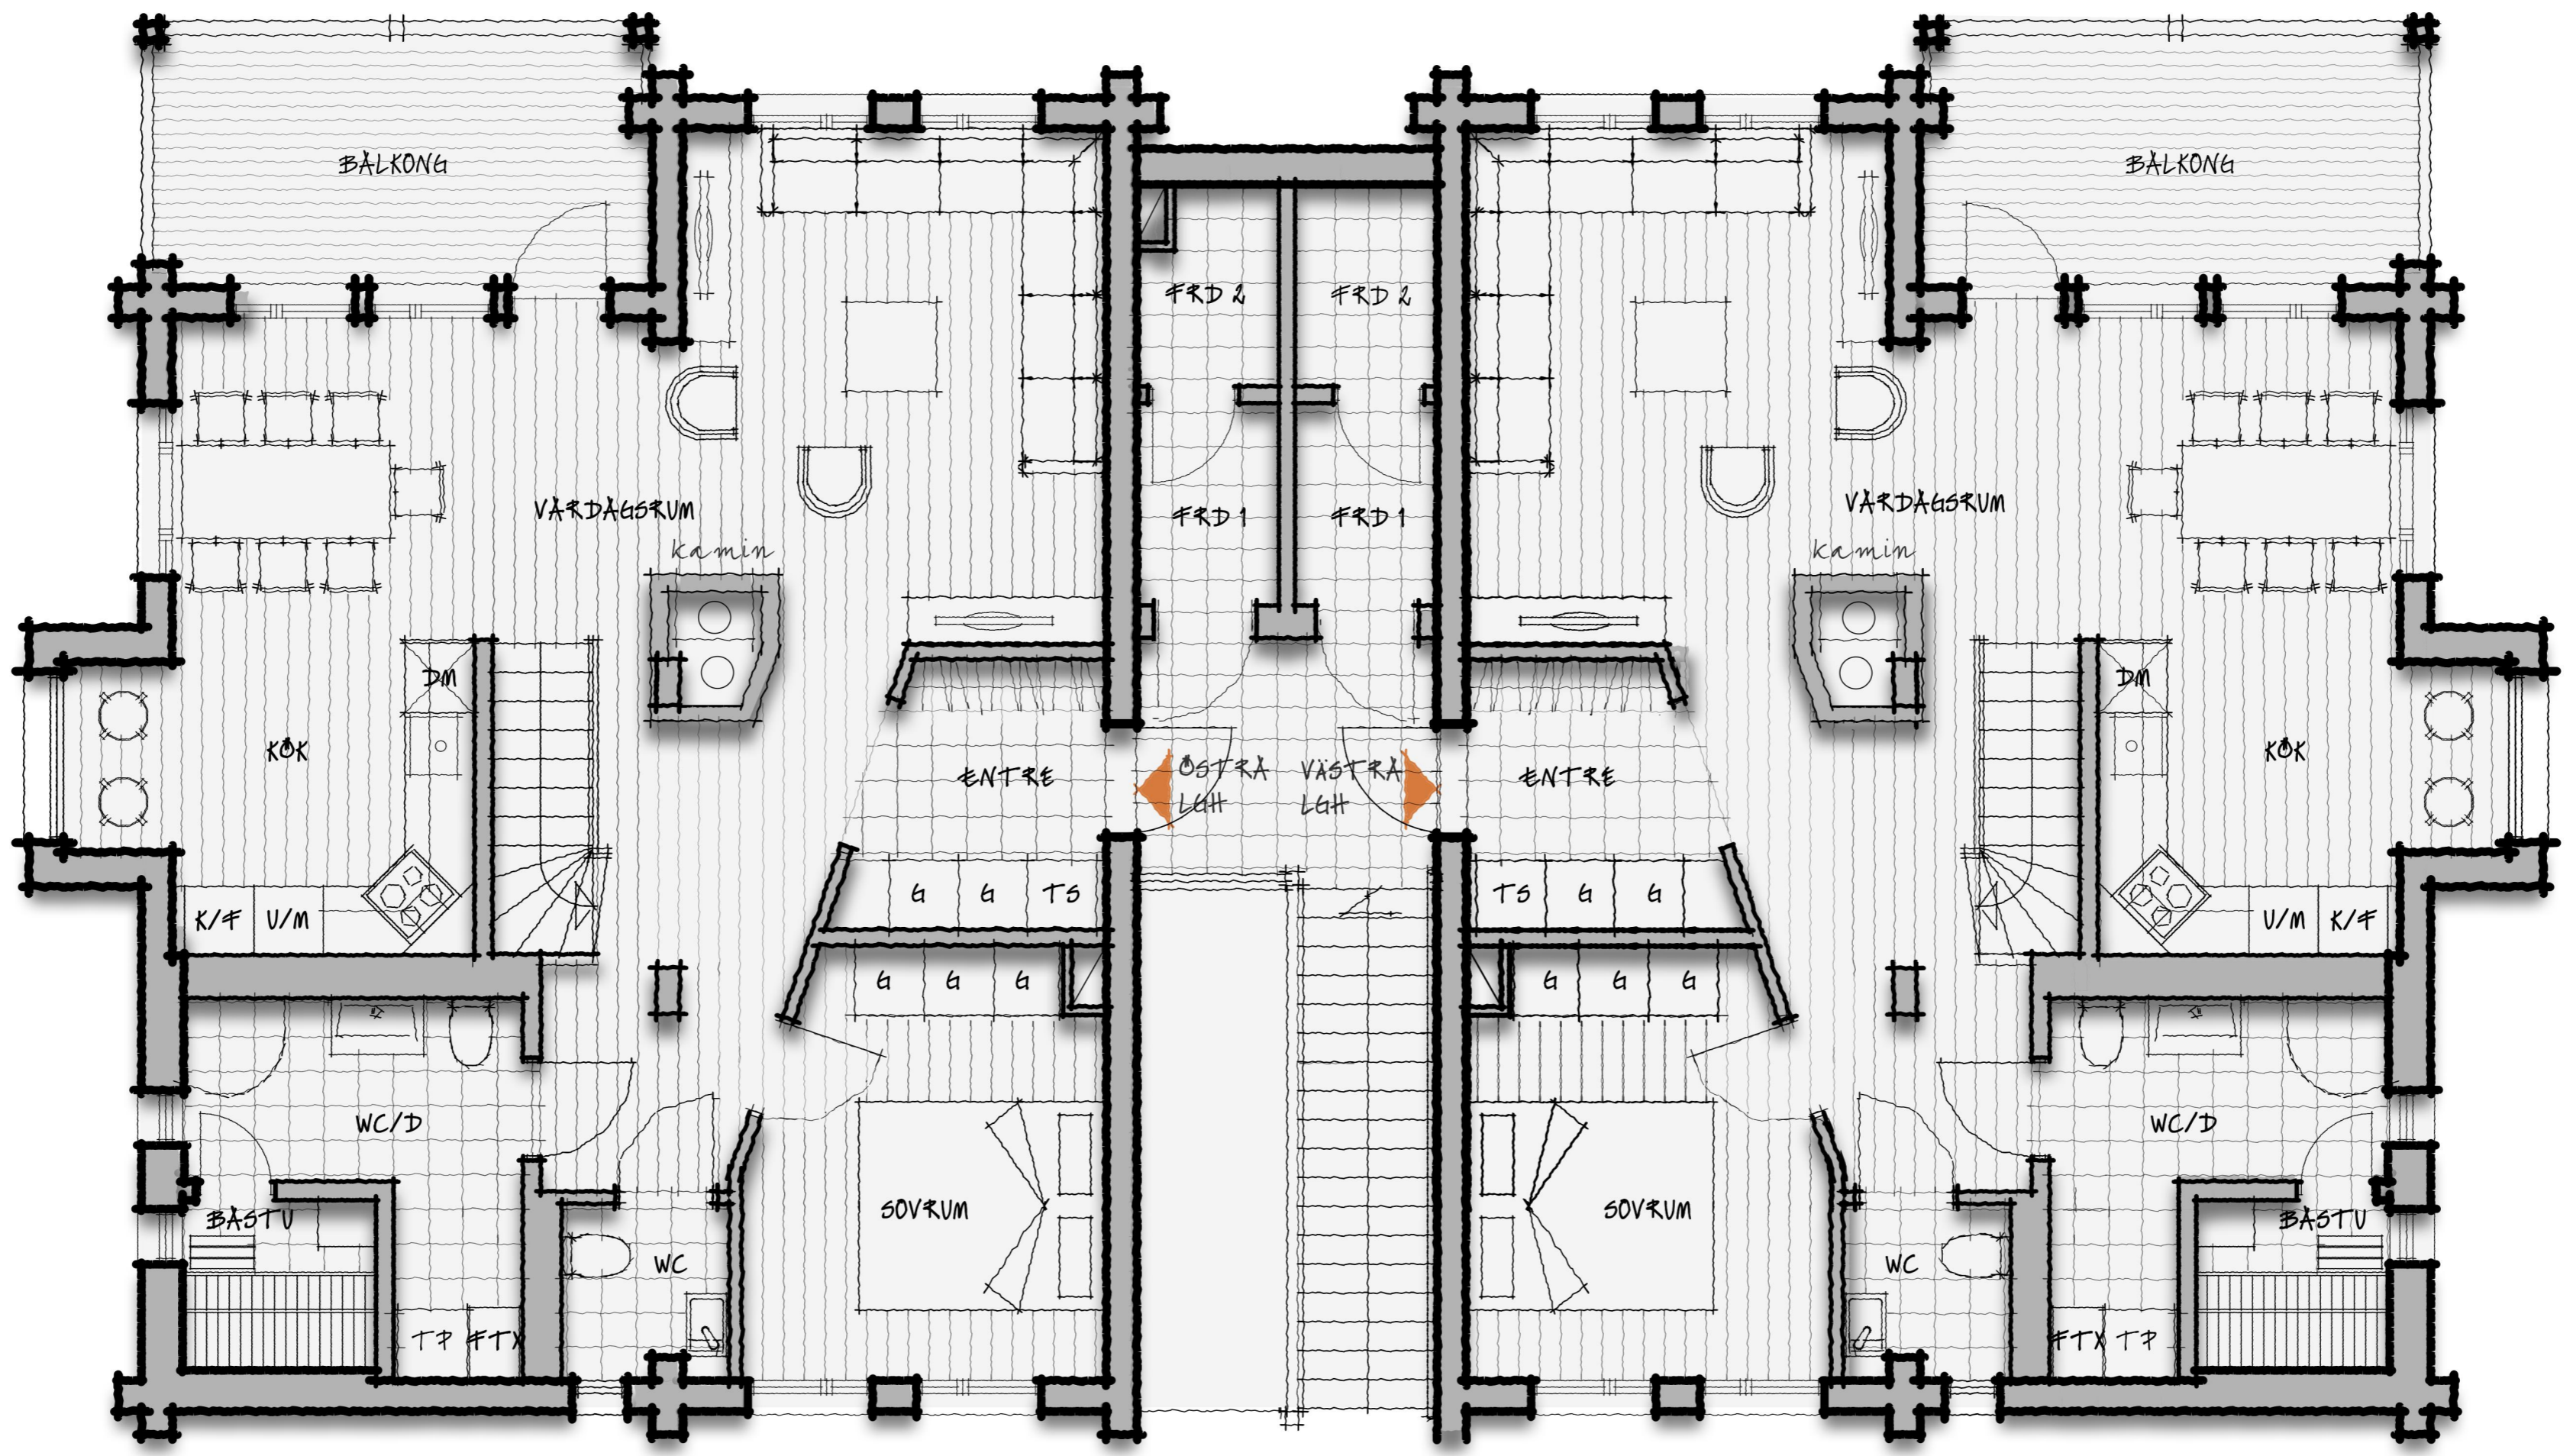 BALKONG
BALKONG
FRD 2
FRD 2
VARDAGSRUM
FRD 1
FRD 1
VARDAGSRUM
kamin
kamin
DM
DM
KÖK
KÖK
ENTRE
ÖSTRA
LGH
VÄSTRA
LGH
ENTRE
K/F
U/M
G
G
TS
TS
G
G
U/M
K/F
G
G
G
G
G
G
WC/D
WC/D
BASTU
SOVRUM
SOVRUM
BASTU
WC
WC
TP
FTX
FTX
TP